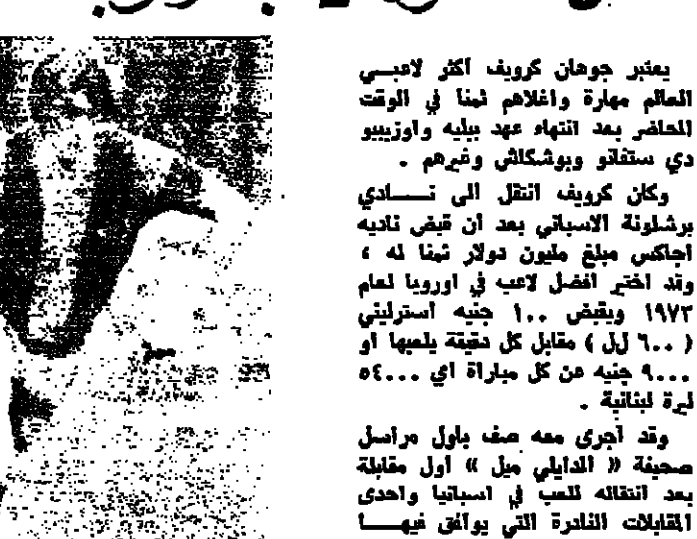 يعتبر جوهان كرويف اكثر لاعبـــي
العالم مهارة واغلاهم ثمنا في الوقت
الحاضر بعد انتهاء عهد بيليه واوزيبيو
دي ستفانو وبوشكاش وغيرهم .
وكان كرويف انتقل الى نـــــادي
برشلونة الاسباني بعد أن قبض ناديه
اجاكس مبلغ مليون دولار ثمنا له ،
وقد اختير افضل لاعب في اوروبا لعام
١٩٧٣ ويقبض ١٠٠ جنيه استرليني
( ٦٠٠ ل.ل ) مقابل كل دقيقة يلعبها او
٩٠٠٠ جنيه عن كل مباراة اي ٥٤٠٠٠
ليرة لبنانية .
وقد أجرى معه صف باول مراسل
صحيفة « الدايلي ميل » أول مقابلة
بعد انتقاله للعب في اسبانيا واحدى
المقابلات النادرة التي يوافق فيهـــــا